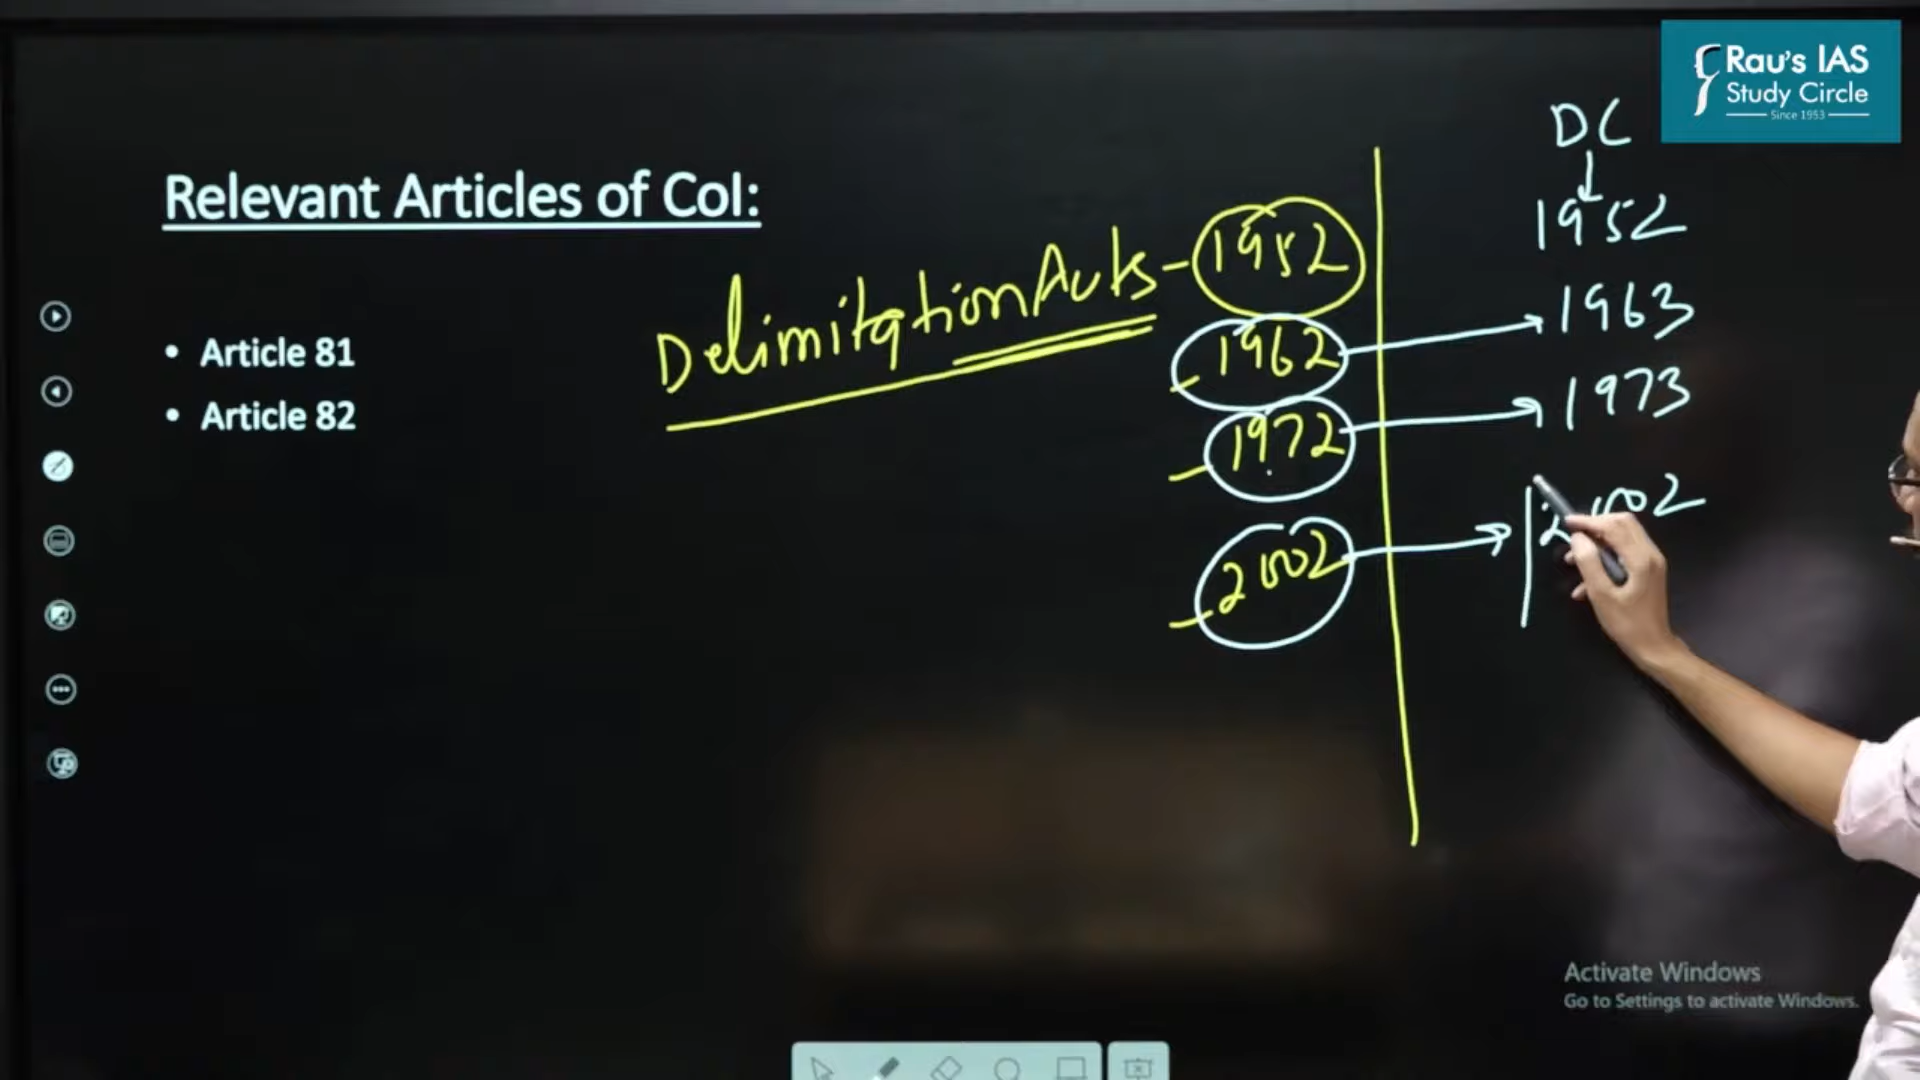 Rau's IAS
Study Circle
Since 1953
Relevant Articles of CoI:
• Article 81
• Article 82
Delimitation Acts - 1952
1962
1972
2002
DC
1952
1963
1973
2002
Activate Windows
Go to Settings to activate Windows.